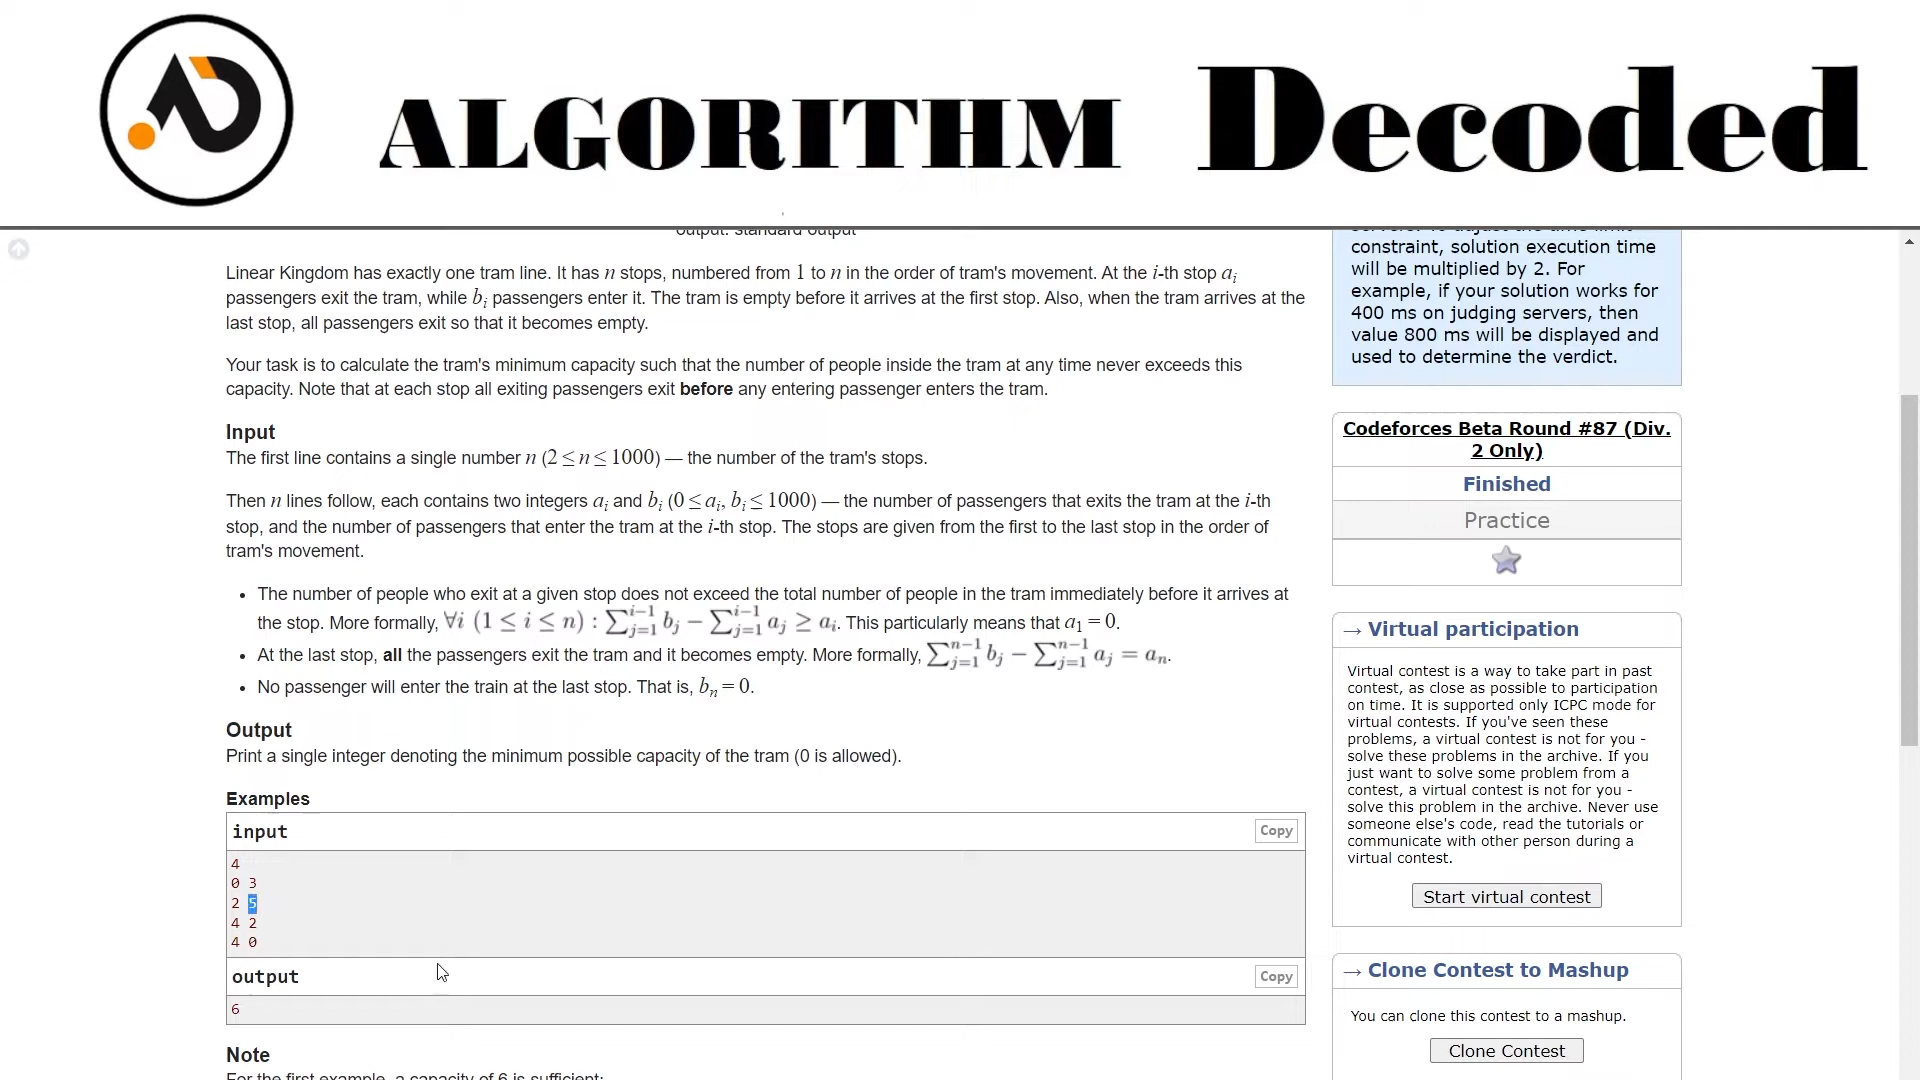 ALGORITHM Decoded
output: standard output
Linear Kingdom has exactly one tram line. It has n stops, numbered from 1 to n in the order of tram's movement. At the i-th stop aᵢ
passengers exit the tram, while bᵢ passengers enter it. The tram is empty before it arrives at the first stop. Also, when the tram arrives at the
last stop, all passengers exit so that it becomes empty.
Your task is to calculate the tram's minimum capacity such that the number of people inside the tram at any time never exceeds this
capacity. Note that at each stop all exiting passengers exit before any entering passenger enters the tram.
Input
The first line contains a single number n (2 ≤ n ≤ 1000) — the number of the tram's stops.
Then n lines follow, each contains two integers aᵢ and bᵢ (0 ≤ aᵢ, bᵢ ≤ 1000) — the number of passengers that exits the tram at the i-th
stop, and the number of passengers that enter the tram at the i-th stop. The stops are given from the first to the last stop in the order of
tram's movement.
• The number of people who exit at a given stop does not exceed the total number of people in the tram immediately before it arrives at
the stop. More formally, ∀i (1 ≤ i ≤ n) : ∑_{j=1}^{i−1} b_j − ∑_{j=1}^{i−1} a_j ≥ a_i. This particularly means that a₁ = 0.
• At the last stop, all the passengers exit the tram and it becomes empty. More formally, ∑_{j=1}^{n−1} b_j − ∑_{j=1}^{n−1} a_j = a_n.
• No passenger will enter the train at the last stop. That is, bₙ = 0.
Output
Print a single integer denoting the minimum possible capacity of the tram (0 is allowed).
Examples
input Copy
4
0 3
2 5
4 2
4 0
output Copy
6
Note
For the first example, a capacity of 6 is sufficient:
constraint, solution execution time
will be multiplied by 2. For
example, if your solution works for
400 ms on judging servers, then
value 800 ms will be displayed and
used to determine the verdict.
Codeforces Beta Round #87 (Div.
2 Only)
Finished
Practice
→ Virtual participation
Virtual contest is a way to take part in past
contest, as close as possible to participation
on time. It is supported only ICPC mode for
virtual contests. If you've seen these
problems, a virtual contest is not for you -
solve these problems in the archive. If you
just want to solve some problem from a
contest, a virtual contest is not for you -
solve this problem in the archive. Never use
someone else's code, read the tutorials or
communicate with other person during a
virtual contest.
Start virtual contest
→ Clone Contest to Mashup
You can clone this contest to a mashup.
Clone Contest